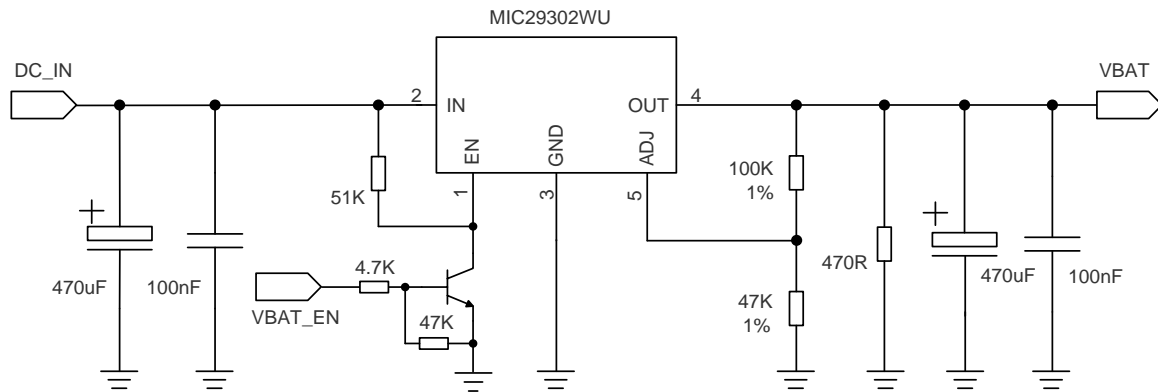 MIC29302WU
DC_IN
VBAT
2
IN
OUT
4
EN
GND
ADJ
1
3
5
51K
100K
1%
470uF
100nF
VBAT_EN
4.7K
47K
47K
1%
470R
470uF
100nF